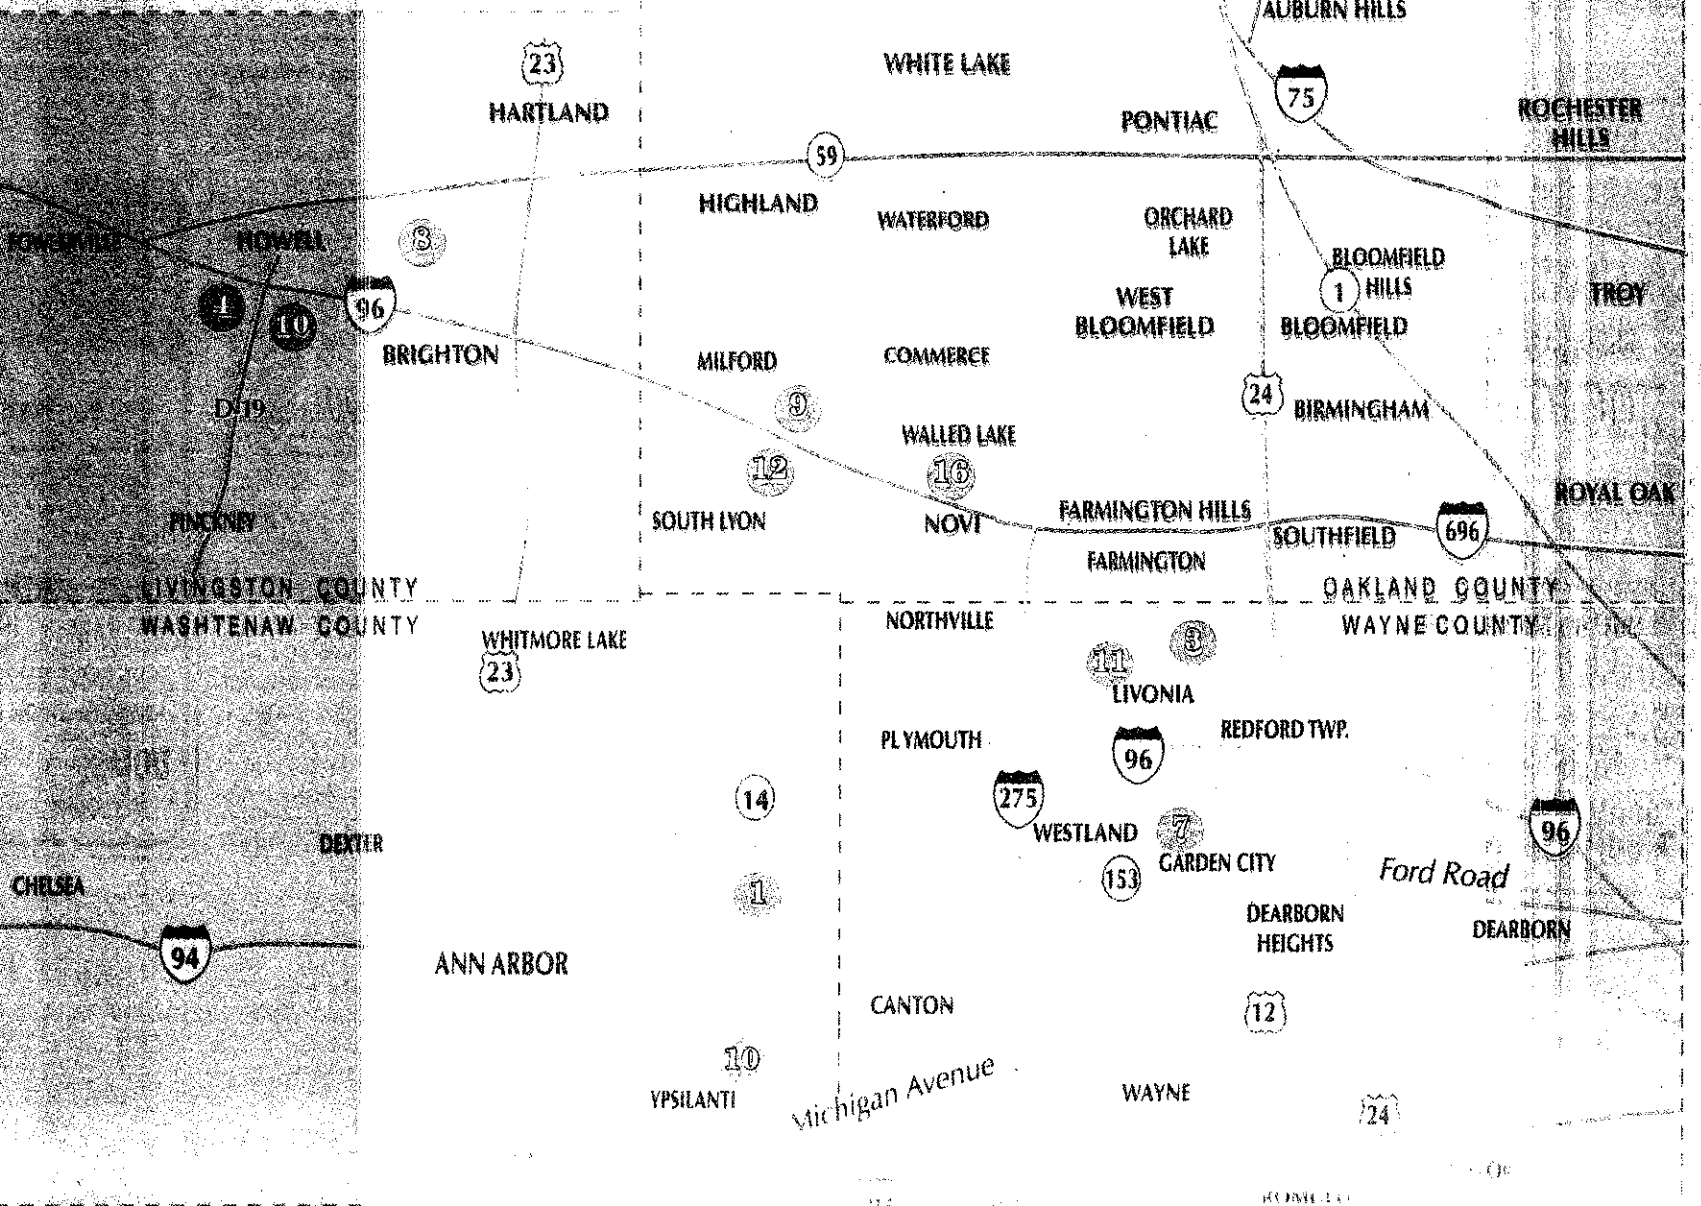 AUBURN HILLS
23
WHITE LAKE
75
HARTLAND
PONTIAC
ROCHESTER
HILLS
59
HIGHLAND
WATERFORD
ORCHARD
LAKE
FOWLERVILLE
HOWELL
8
BLOOMFIELD
HILLS
1
4
10
96
WEST
BLOOMFIELD
BLOOMFIELD
TROY
BRIGHTON
MILFORD
COMMERCE
24
BIRMINGHAM
D-19
9
WALLED LAKE
12
16
ROYAL OAK
PINCKNEY
SOUTH LYON
NOVI
FARMINGTON HILLS
SOUTHFIELD
696
FARMINGTON
LIVINGSTON COUNTY
OAKLAND COUNTY
WASHTENAW COUNTY
WAYNE COUNTY
NORTHVILLE
WHITMORE LAKE
23
11
3
LIVONIA
PLYMOUTH
REDFORD TWP.
96
275
14
WESTLAND
7
96
DEXTER
GARDEN CITY
153
Ford Road
CHELSEA
1
DEARBORN
HEIGHTS
DEARBORN
94
ANN ARBOR
CANTON
12
10
YPSILANTI
Michigan Avenue
WAYNE
24